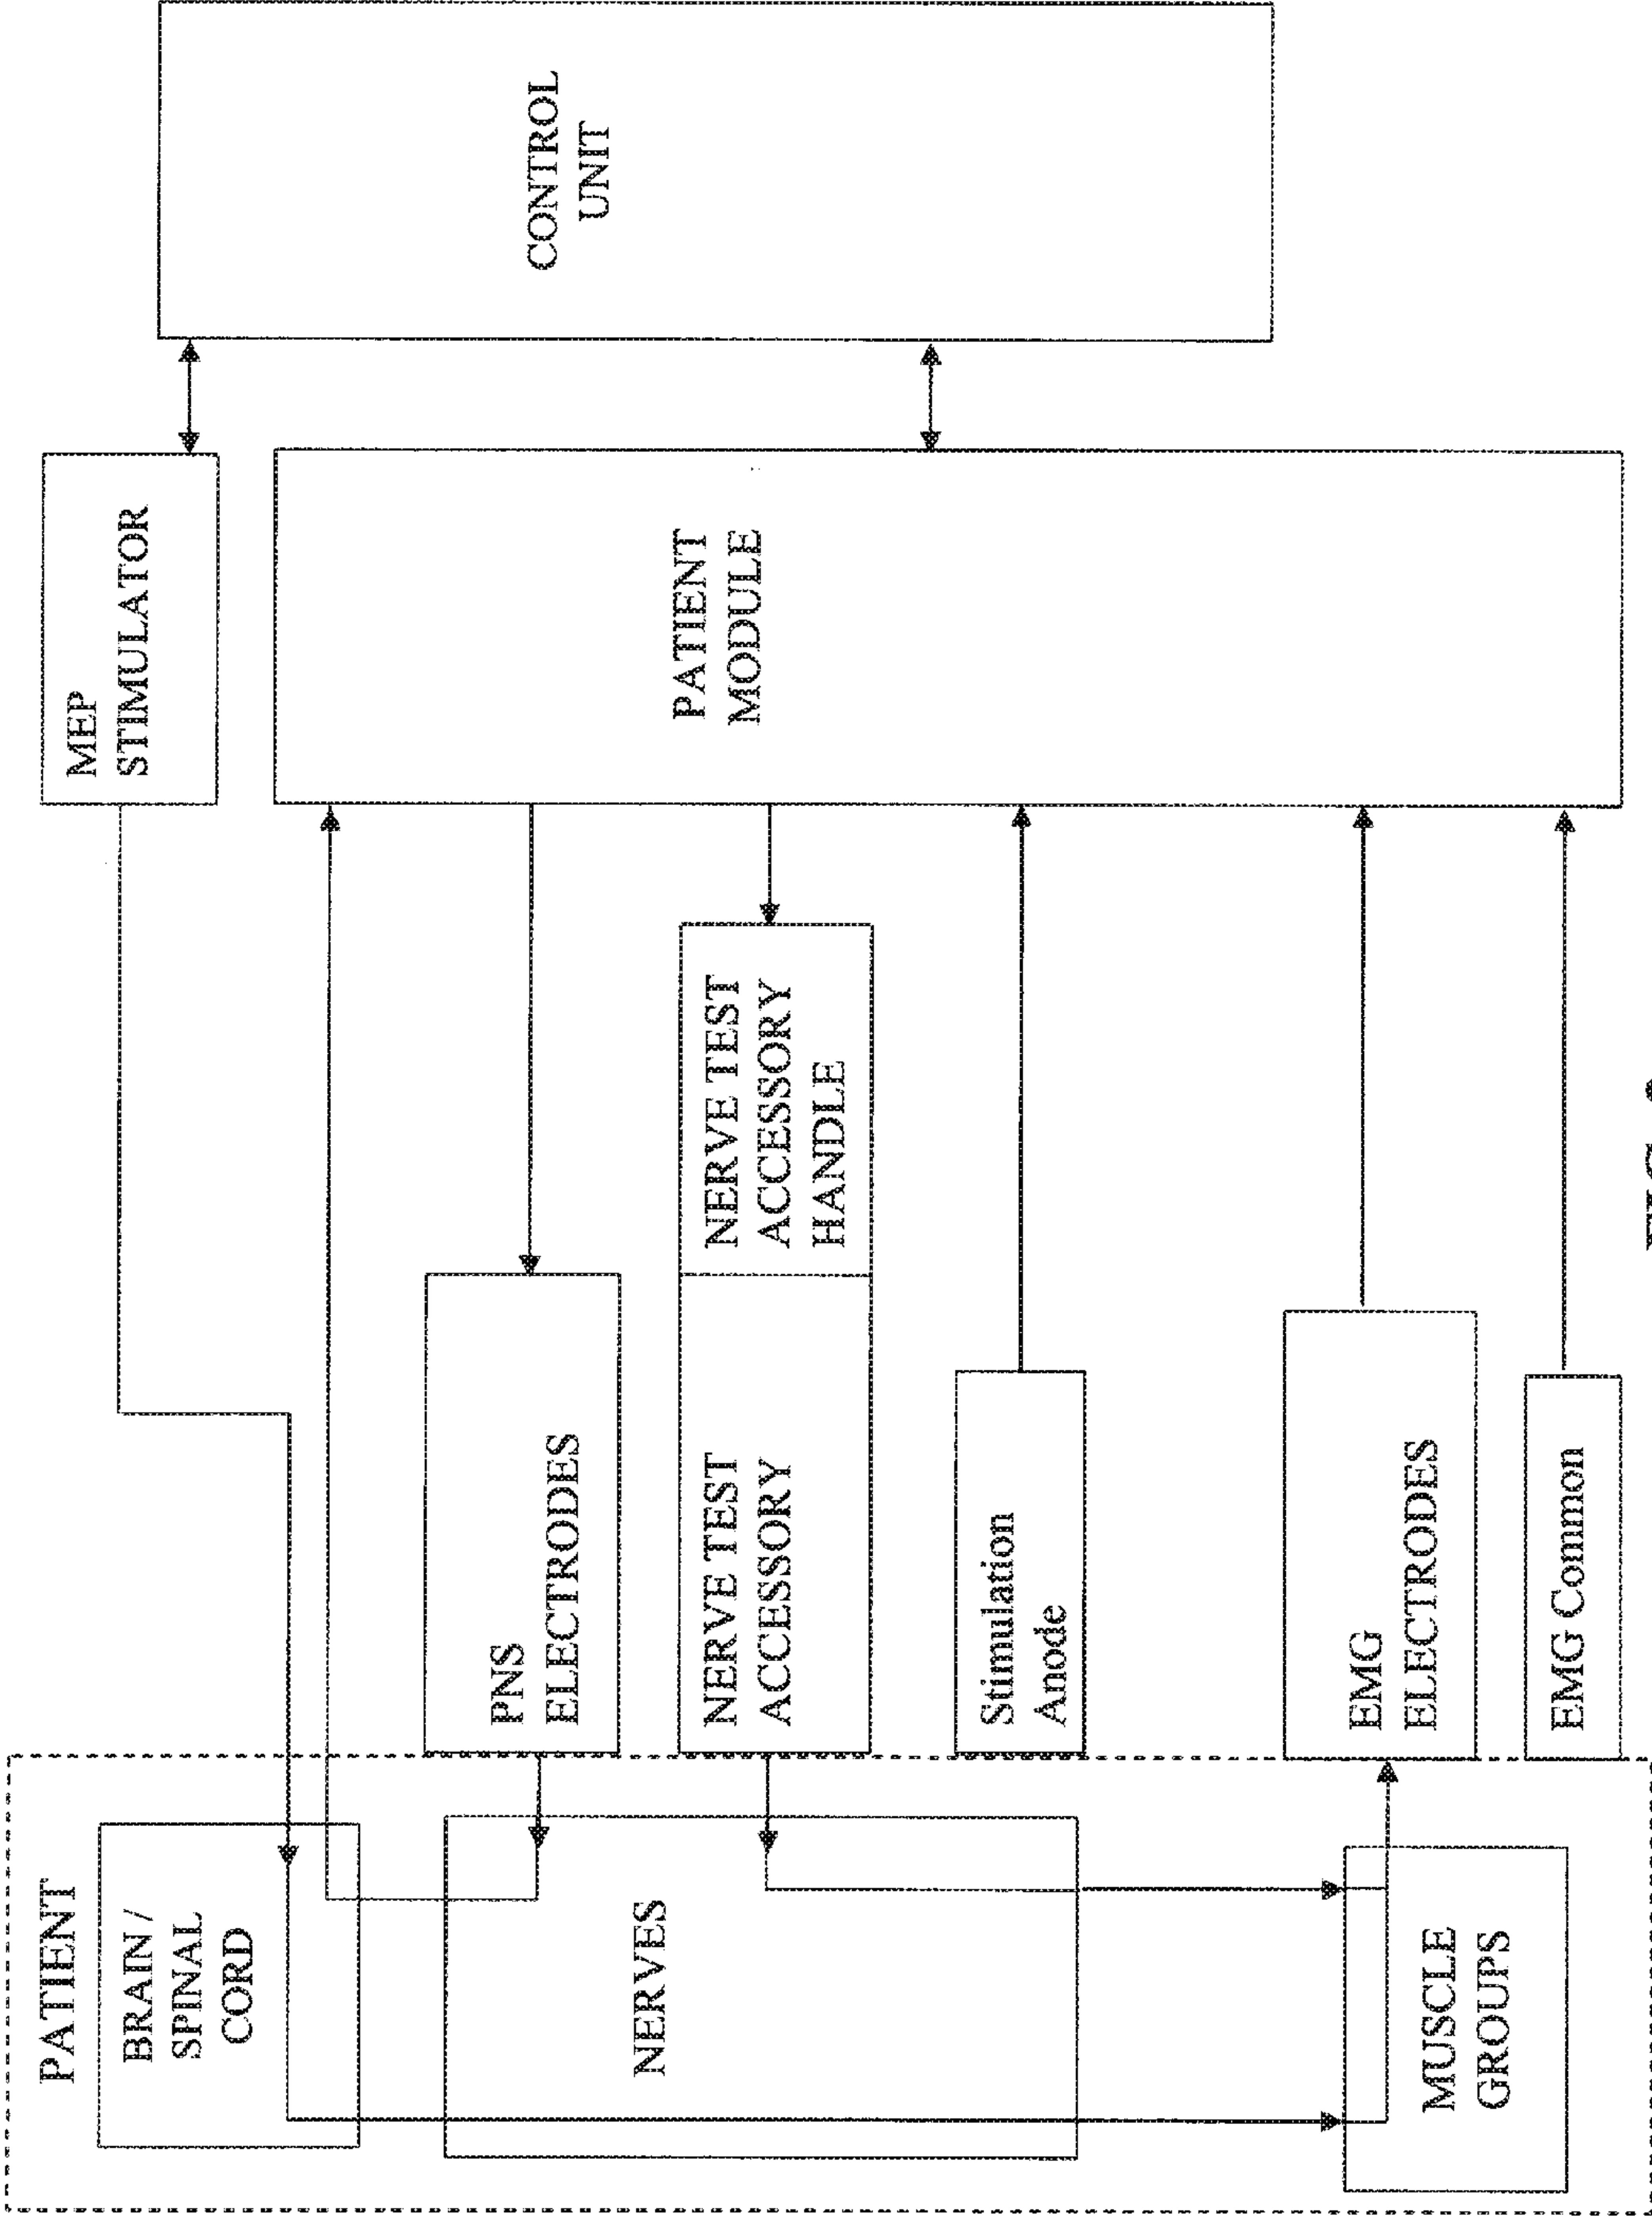 PATIENT
BRAIN /
SPINAL
CORD
NERVES
MUSCLE
GROUPS
PNS
ELECTRODES
NERVE TEST
ACCESSORY
NERVE TEST
ACCESSORY
HANDLE
Stimulation
Anode
EMG
ELECTRODES
EMG Common
MEP
STIMULATOR
PATIENT
MODULE
CONTROL
UNIT